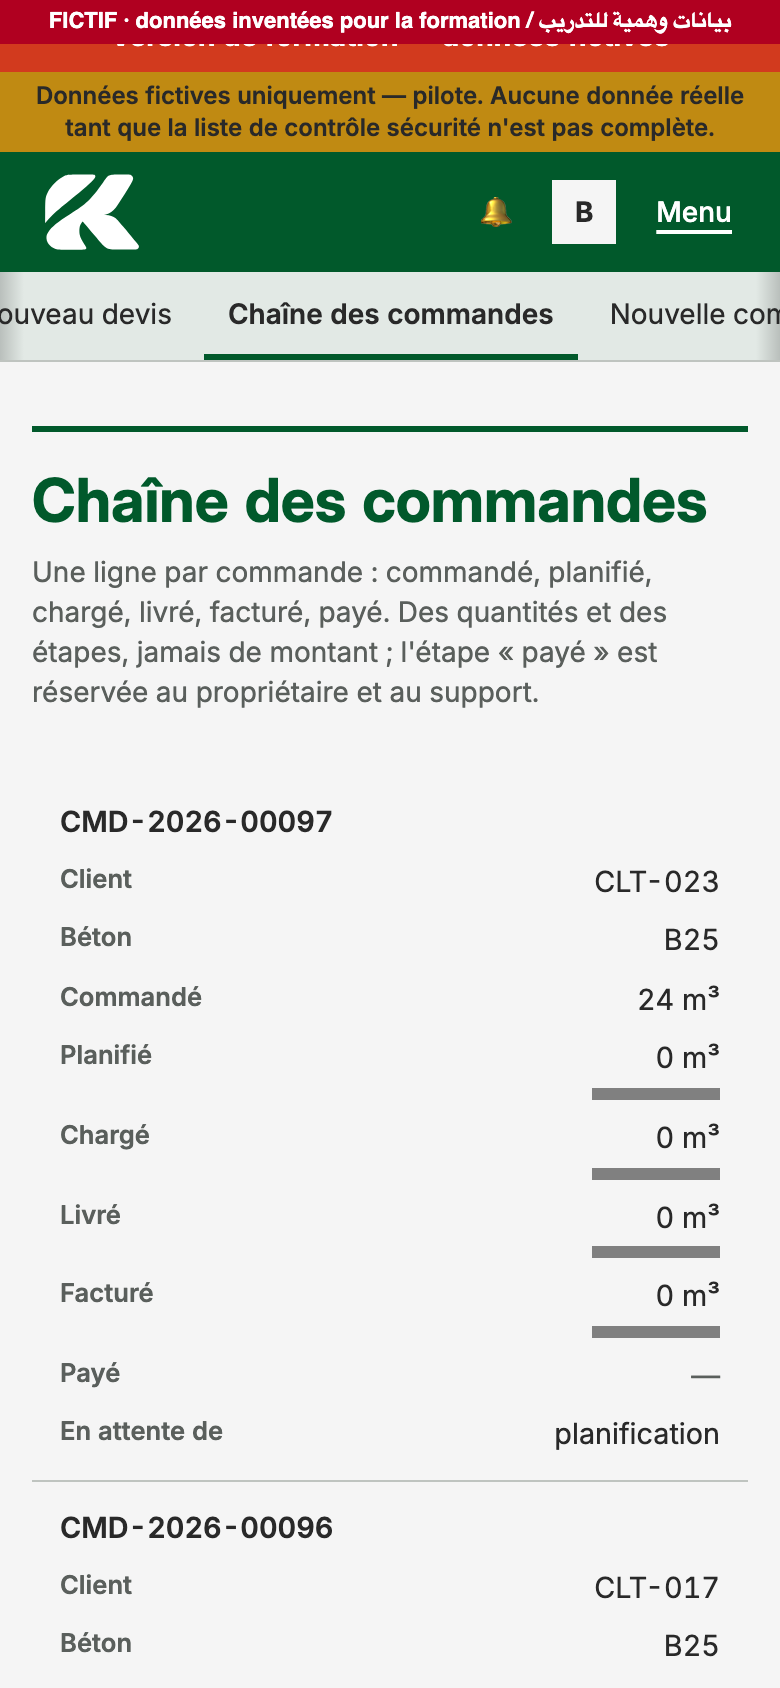 FICTIF · données inventées pour la formation / بيانات وهمية للتدريب
Version de formation — données fictives
Données fictives uniquement — pilote. Aucune donnée réelle
tant que la liste de contrôle sécurité n'est pas complète.
B
Menu
ouveau devis
Chaîne des commandes
Nouvelle com
Chaîne des commandes
Une ligne par commande : commandé, planifié,
chargé, livré, facturé, payé. Des quantités et des
étapes, jamais de montant ; l'étape « payé » est
réservée au propriétaire et au support.
CMD-2026-00097
Client CLT-023
Béton B25
Commandé 24 m³
Planifié 0 m³
Chargé 0 m³
Livré 0 m³
Facturé 0 m³
Payé —
En attente de planification
CMD-2026-00096
Client CLT-017
Béton B25